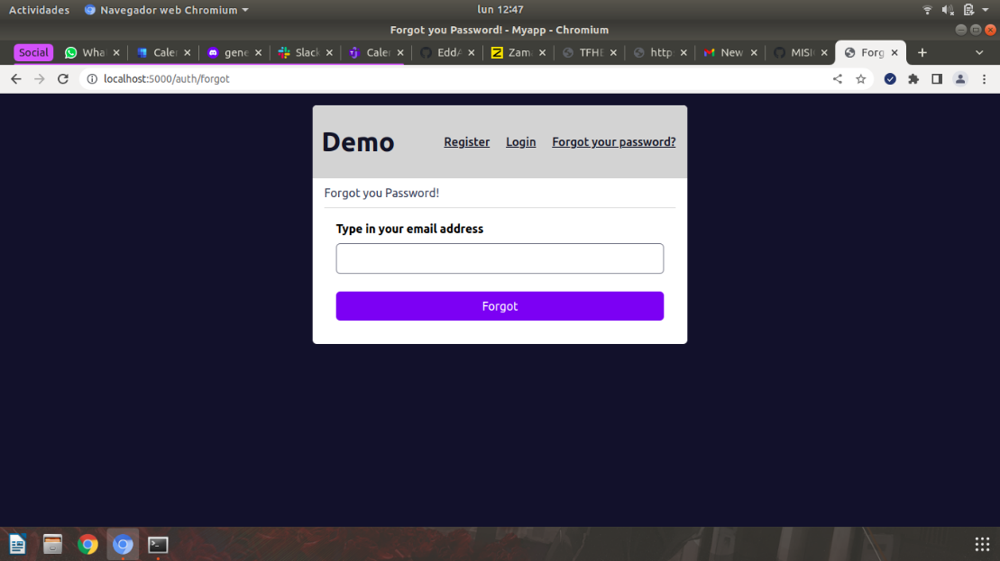 Actividades Navegador web Chromium lun 12:47
Forgot you Password! - Myapp - Chromium
Social What Caler gene Slack Caler EddA Zama TFHE http New MISI Forg
localhost:5000/auth/forgot
Demo Register Login Forgot your password?
Forgot you Password!
Type in your email address
Forgot